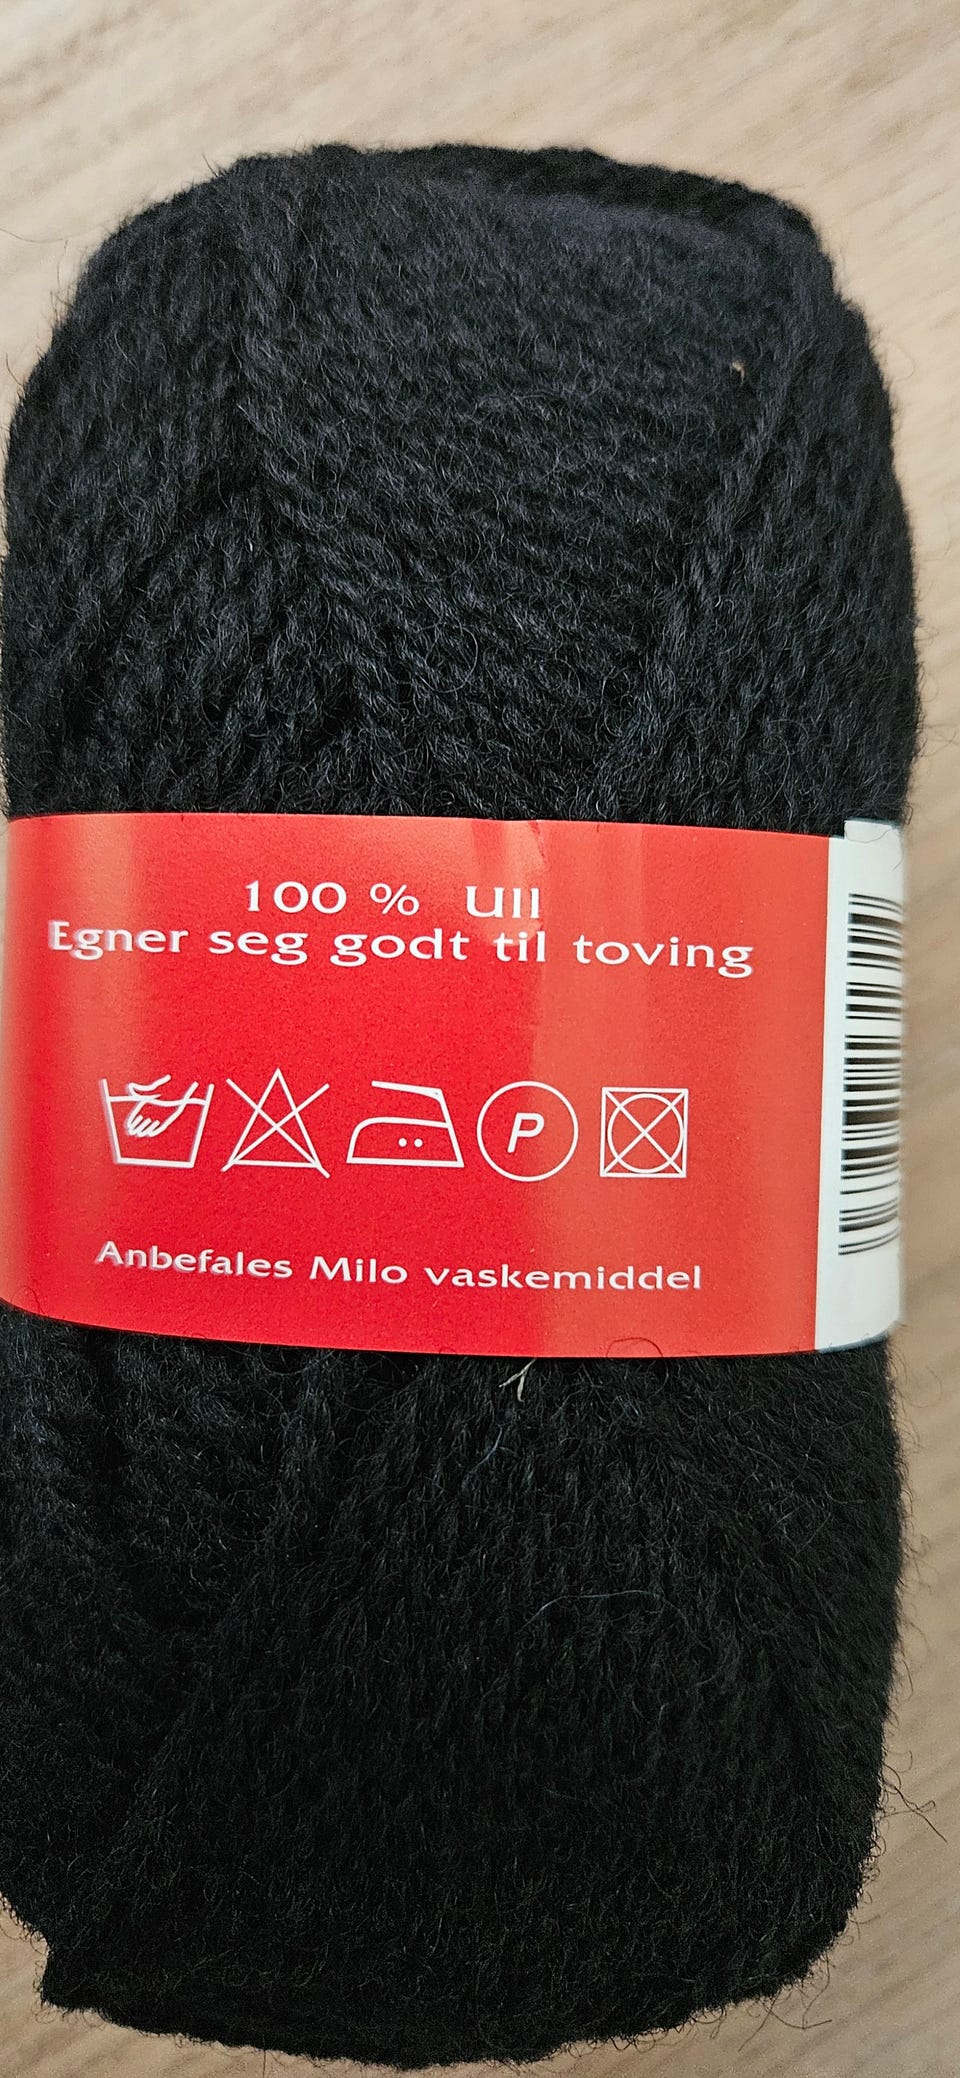 100 % Ull
Egner seg godt til toving
P
Anbefales Milo vaskemiddel